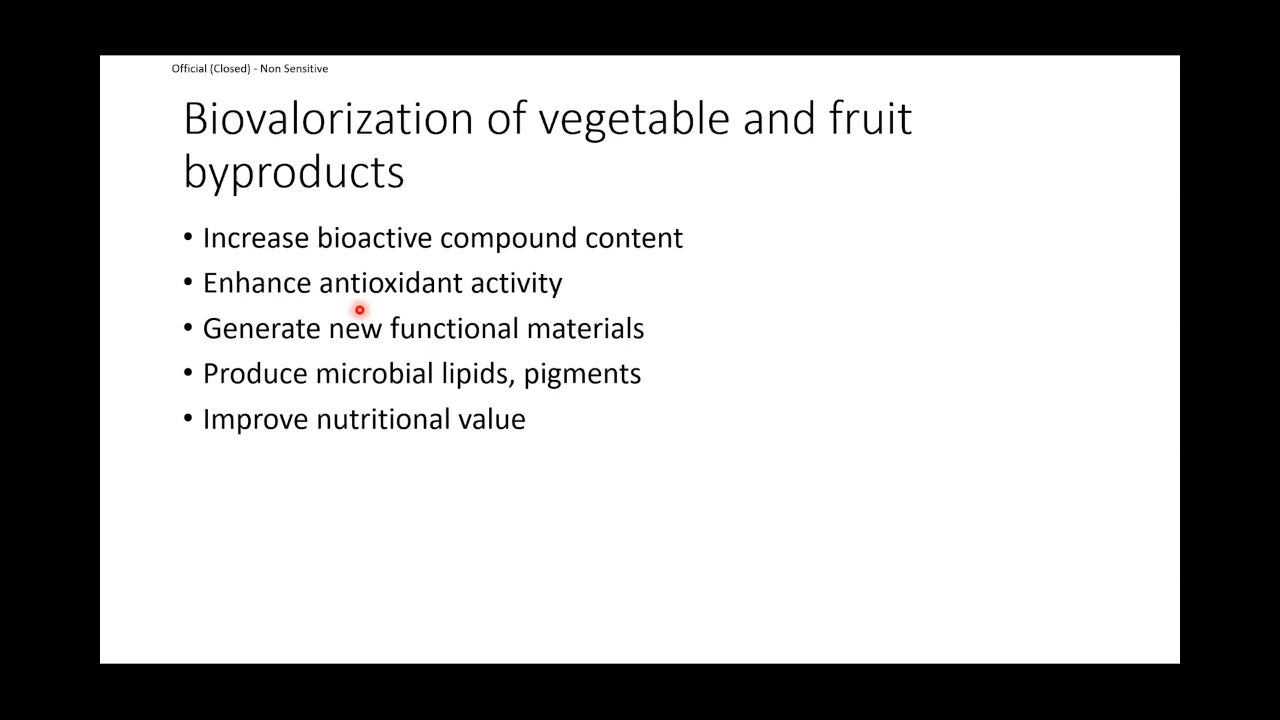 Official (Closed) - Non Sensitive
Biovalorization of vegetable and fruit
byproducts
• Increase bioactive compound content
• Enhance antioxidant activity
• Generate new functional materials
• Produce microbial lipids, pigments
• Improve nutritional value